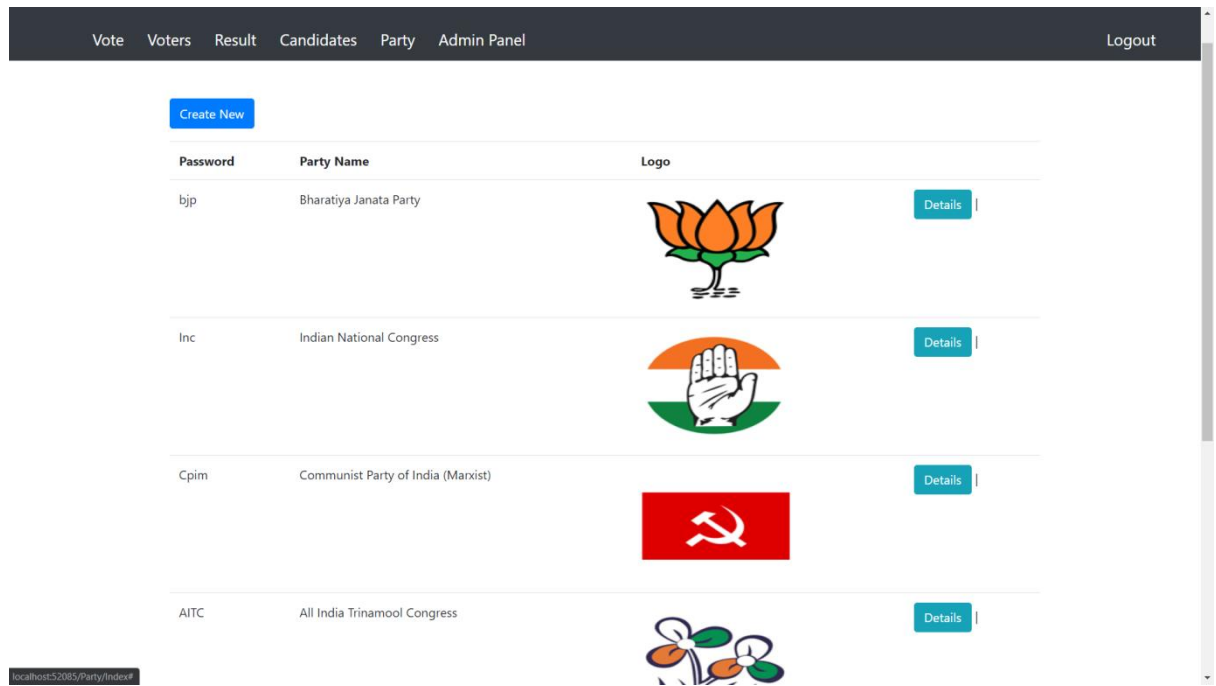 Vote Voters Result Candidates Party Admin Panel Logout
Create New
Password Party Name Logo
bjp Bharatiya Janata Party Details |
Inc Indian National Congress Details |
Cpim Communist Party of India (Marxist) Details |
AITC All India Trinamool Congress Details |
localhost:52085/Party/Index#